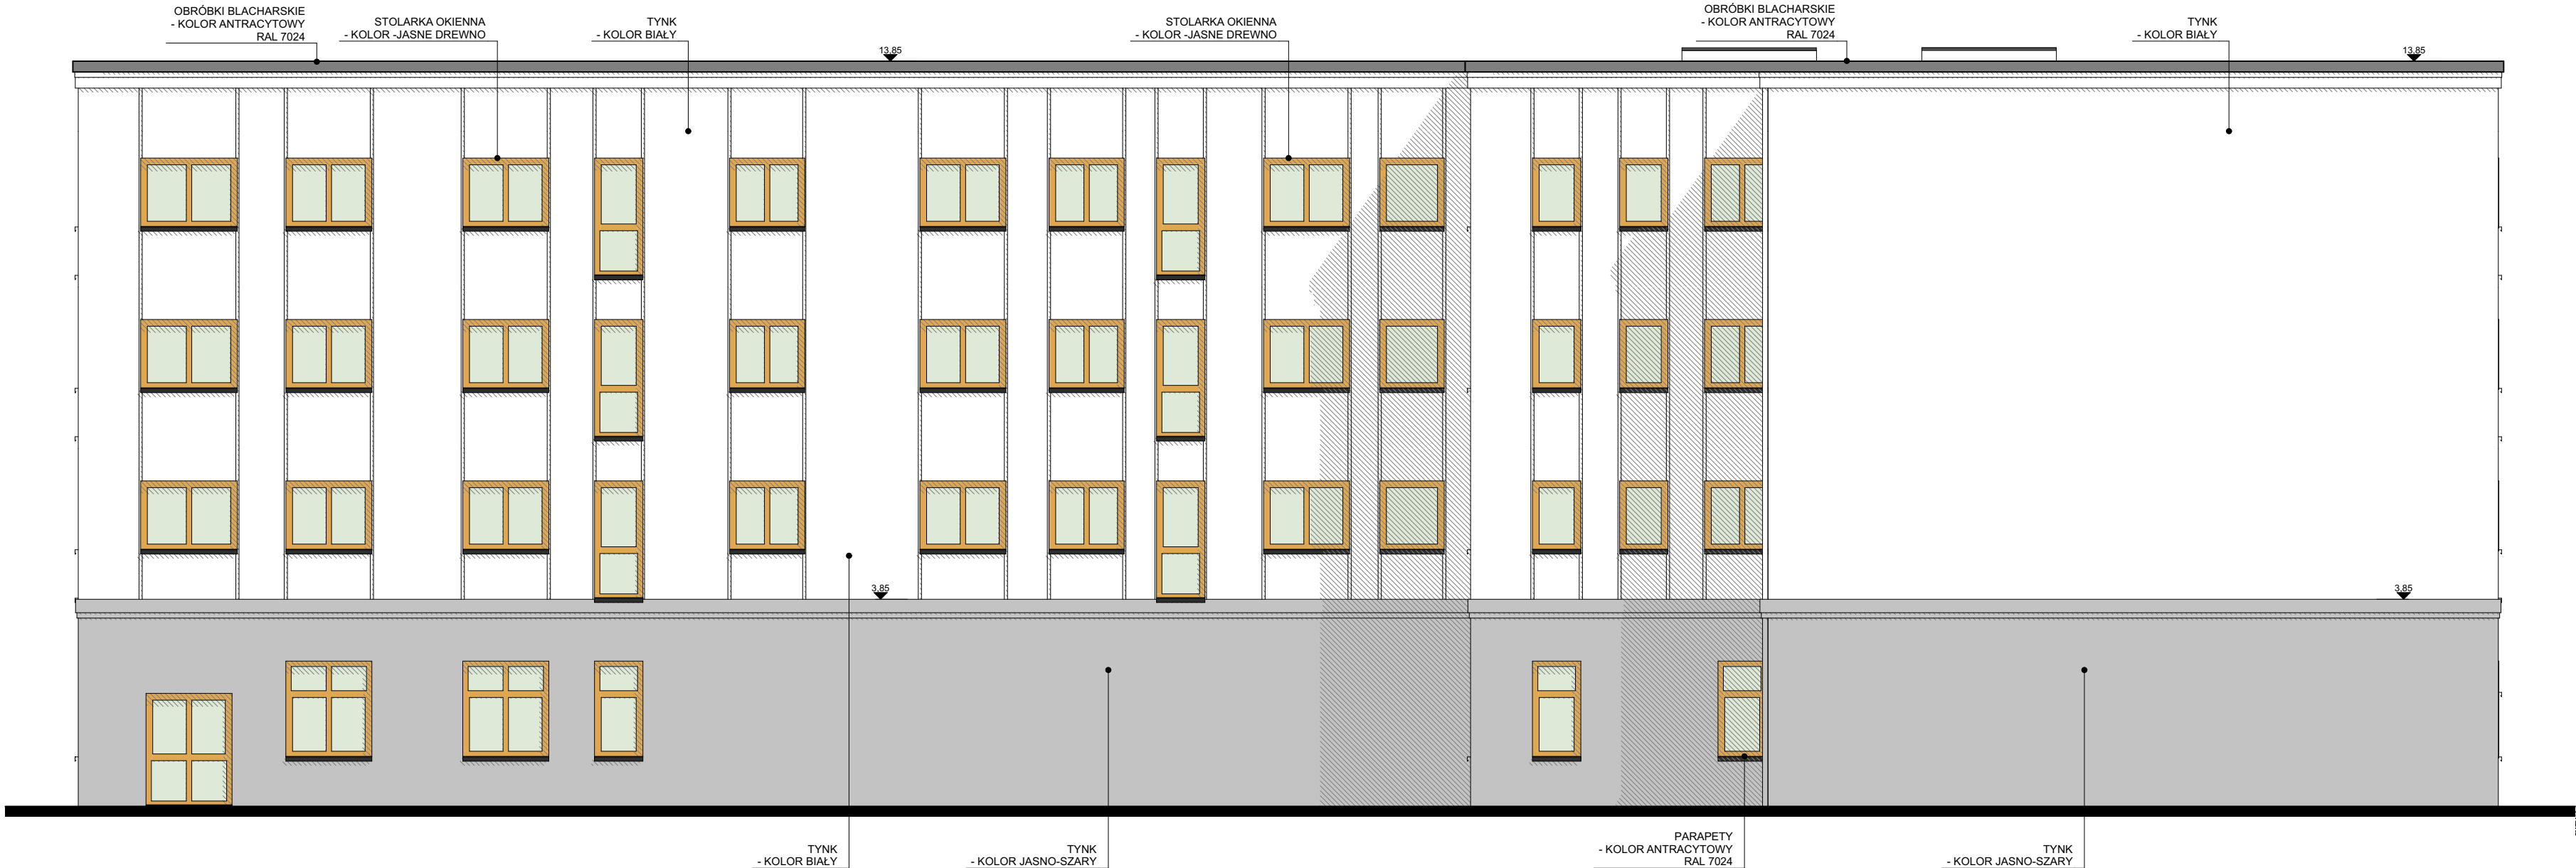 OBRÓBKI BLACHARSKIE
- KOLOR ANTRACYTOWY
RAL 7024
STOLARKA OKIENNA
- KOLOR -JASNE DREWNO
TYNK
- KOLOR BIAŁY
13.85
STOLARKA OKIENNA
- KOLOR -JASNE DREWNO
OBRÓBKI BLACHARSKIE
- KOLOR ANTRACYTOWY
RAL 7024
TYNK
- KOLOR BIAŁY
13.85
3.85
3.85
TYNK
- KOLOR BIAŁY
TYNK
- KOLOR JASNO-SZARY
PARAPETY
- KOLOR ANTRACYTOWY
RAL 7024
TYNK
- KOLOR JASNO-SZARY